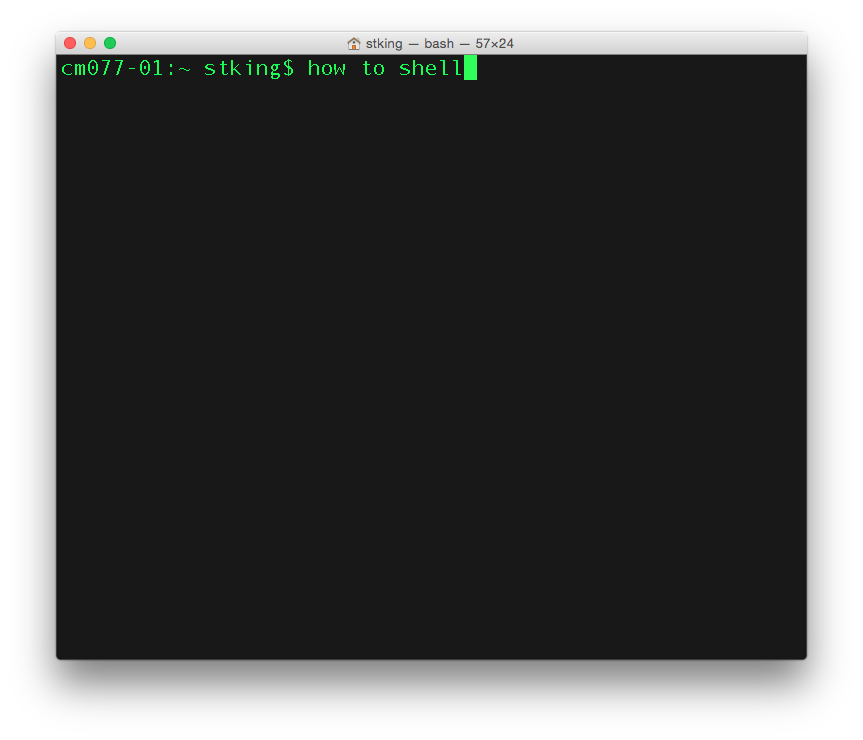 stking — bash — 57×24
cm077-01:~ stking$ how to shell